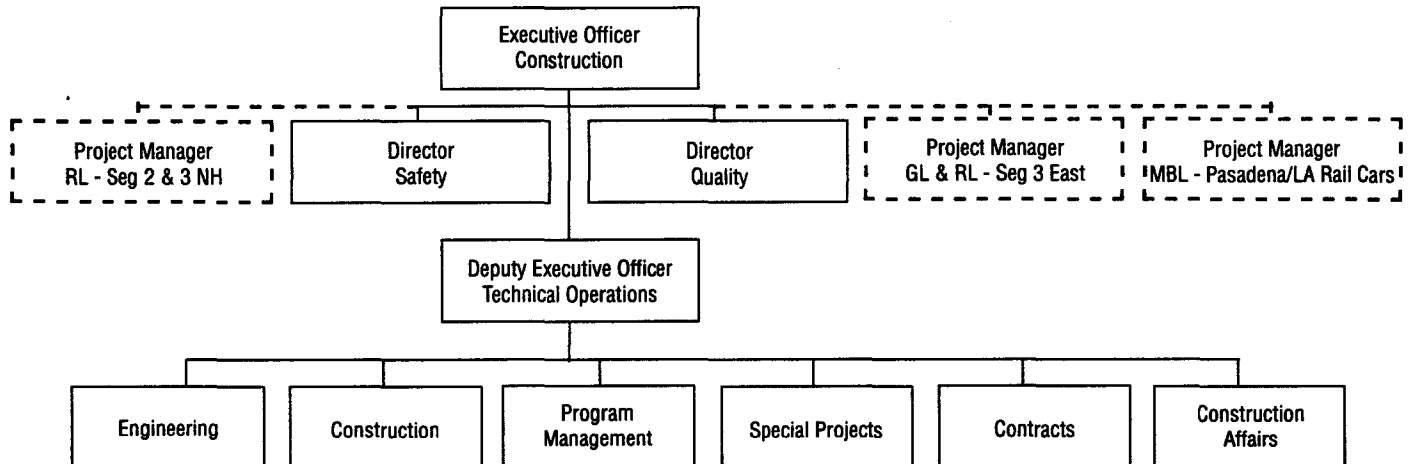 Executive Officer
Construction
Project Manager
RL - Seg 2 & 3 NH
Director
Safety
Director
Quality
Project Manager
GL & RL - Seg 3 East
Project Manager
MBL - Pasadena/LA Rail Cars
Deputy Executive Officer
Technical Operations
Engineering
Construction
Program
Management
Special Projects
Contracts
Construction
Affairs